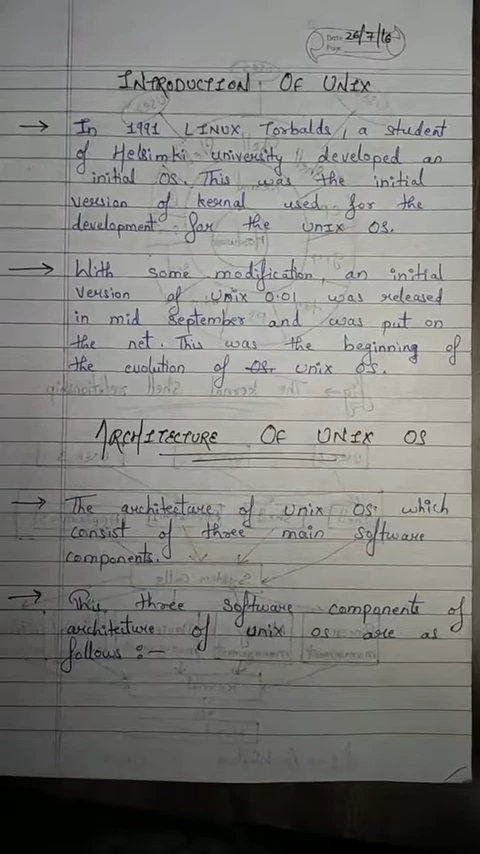 Date 26/7/16
Page
INTRODUCTION OF UNIX
→ In 1991 LINUX Torbalds, a student
of Helsimki university developed an
initial OS. This was the initial
version of kernal used for the
development for the UNIX OS.
→ With some modification, an initial
version of unix 0.01 was released
in mid september and was put on
the net. This was the beginning of
the evolution of OS. unix OS.
ARCHITECTURE OF UNIX OS
→ The architecture of unix OS which
consist of three main software
components.
→ This, three software components of
architecture of unix os are as
follows :-